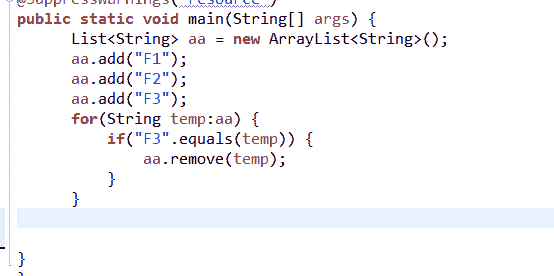 @SuppressWarnings("resource")
public static void main(String[] args) {
List<String> aa = new ArrayList<String>();
aa.add("F1");
aa.add("F2");
aa.add("F3");
for(String temp:aa) {
if("F3".equals(temp)) {
aa.remove(temp);
}
}
}
}